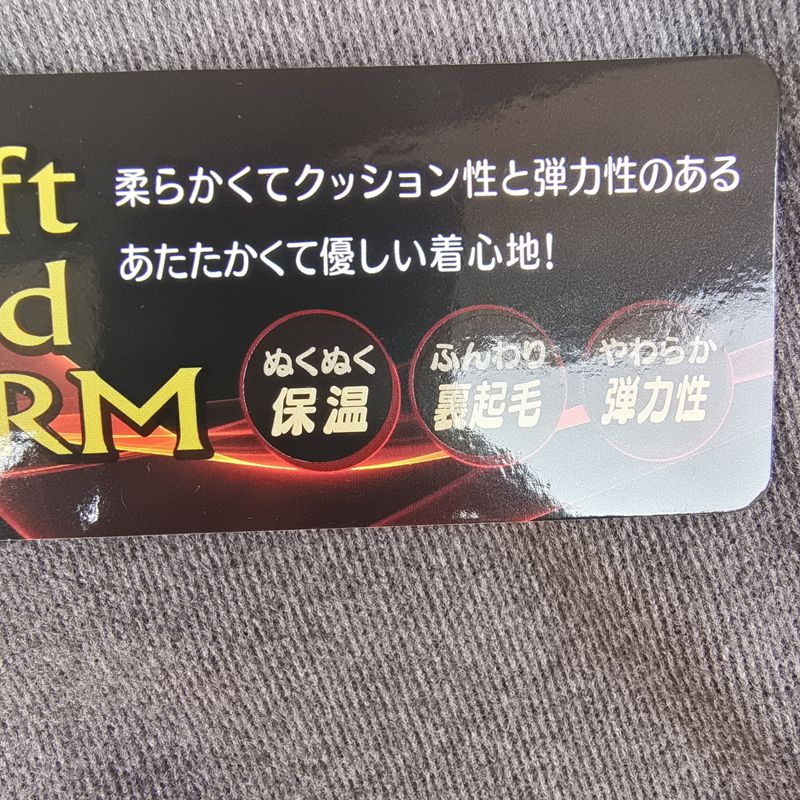 ft
d
RM
柔らかくてクッション性と弾力性のある
あたたかくて優しい着心地!
ぬくぬく
保温
ふんわり
裏起毛
やわらか
弾力性